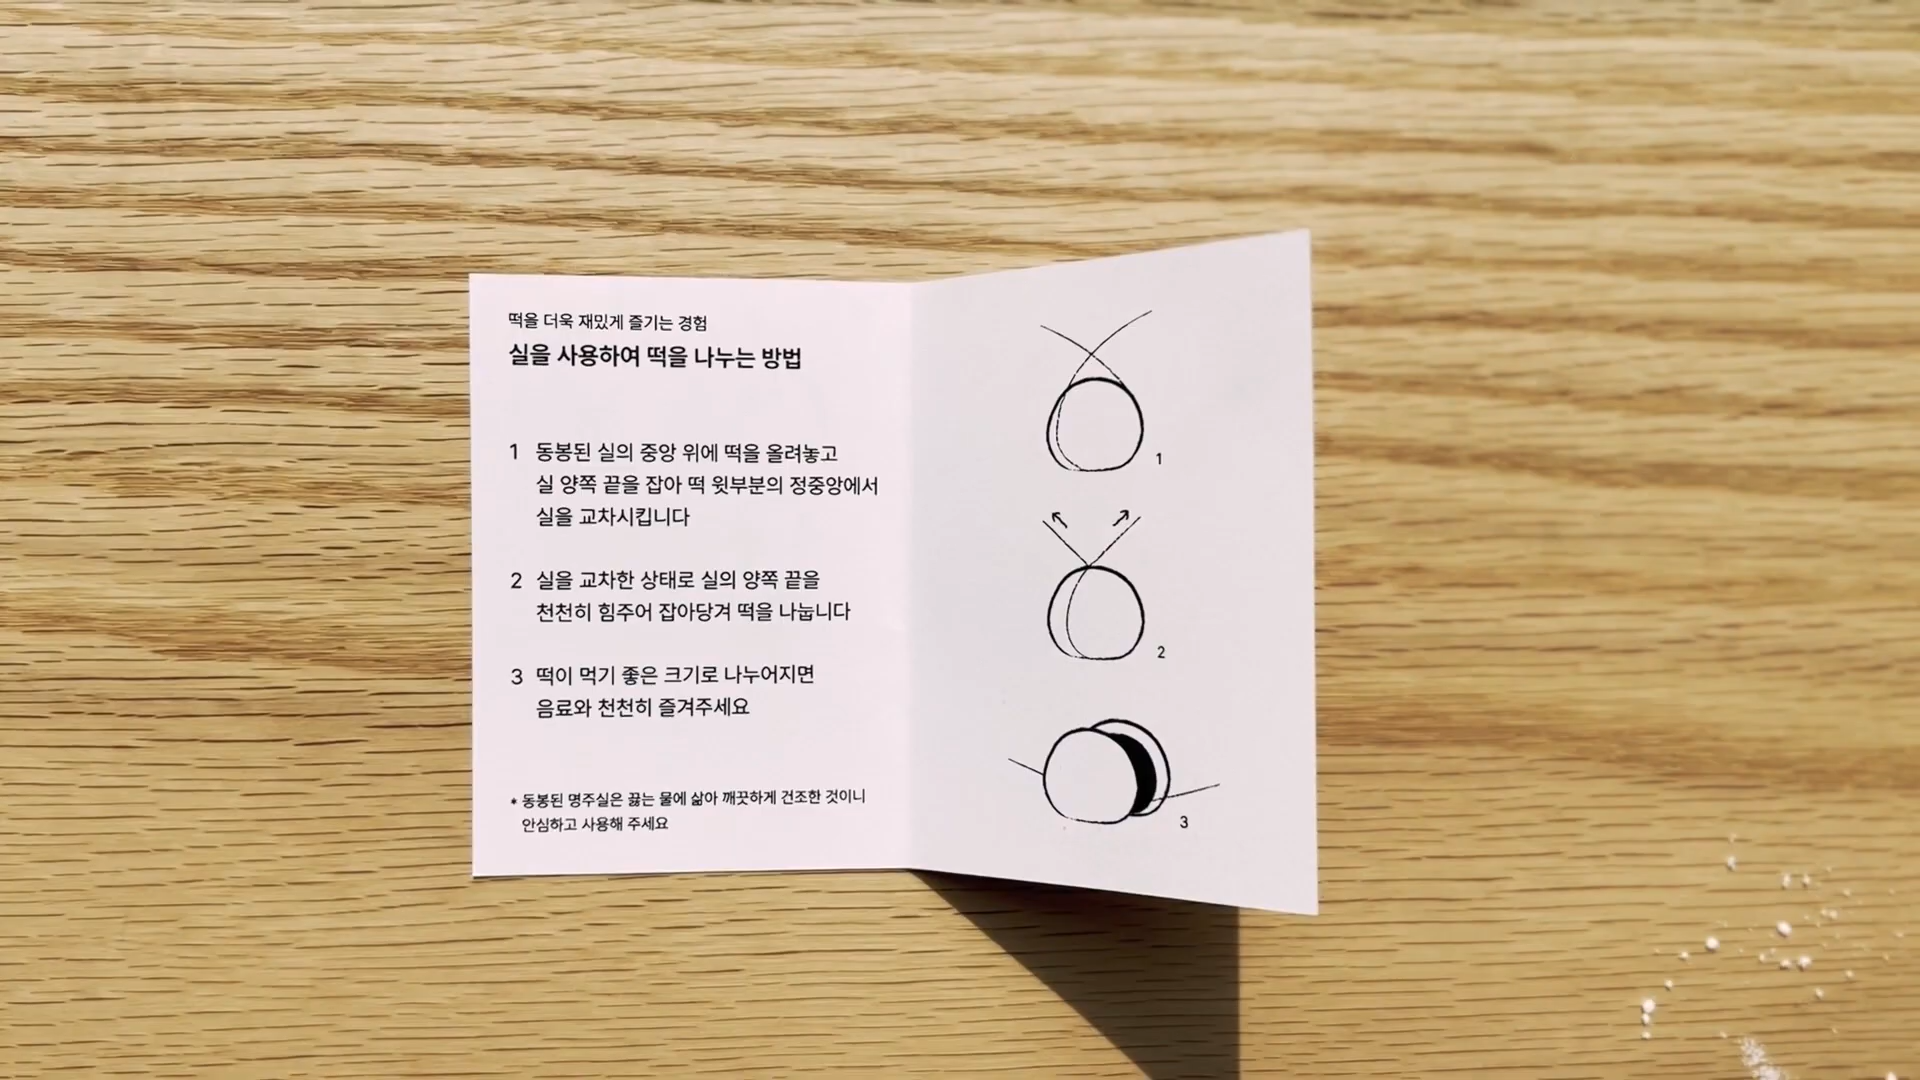 떡을 더욱 재밌게 즐기는 경험
실을 사용하여 떡을 나누는 방법
1 동봉된 실의 중앙 위에 떡을 올려놓고
실 양쪽 끝을 잡아 떡 윗부분의 정중앙에서
실을 교차시킵니다
2 실을 교차한 상태로 실의 양쪽 끝을
천천히 힘주어 잡아당겨 떡을 나눕니다
3 떡이 먹기 좋은 크기로 나누어지면
음료와 천천히 즐겨주세요
* 동봉된 명주실은 끓는 물에 삶아 깨끗하게 건조한 것이니
안심하고 사용해 주세요
1
2
3